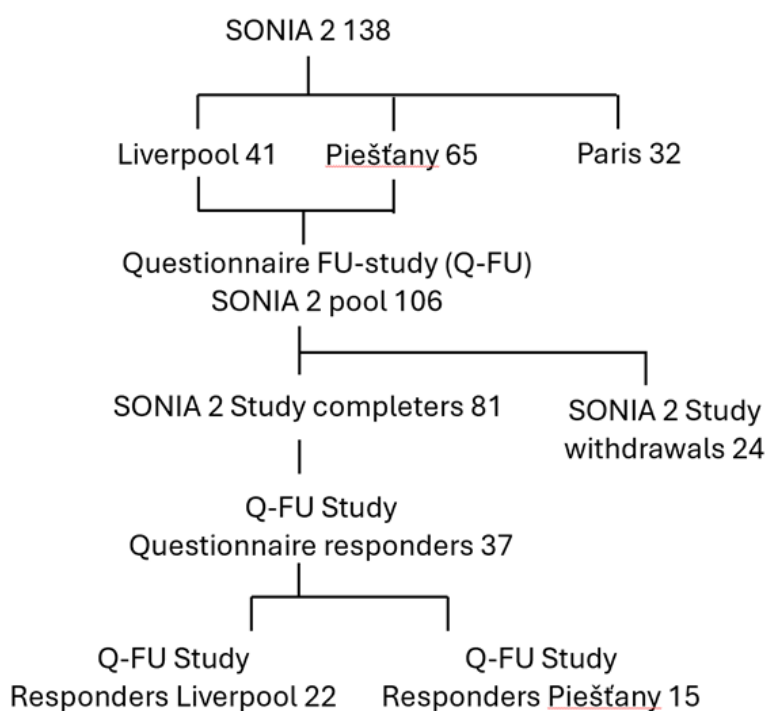 SONIA 2 138
Liverpool 41
Piešťany 65
Paris 32
Questionnaire FU-study (Q-FU)
SONIA 2 pool 106
SONIA 2 Study completers 81
SONIA 2 Study
withdrawals 24
Q-FU Study
Questionnaire responders 37
Q-FU Study
Responders Liverpool 22
Q-FU Study
Responders Piešťany 15